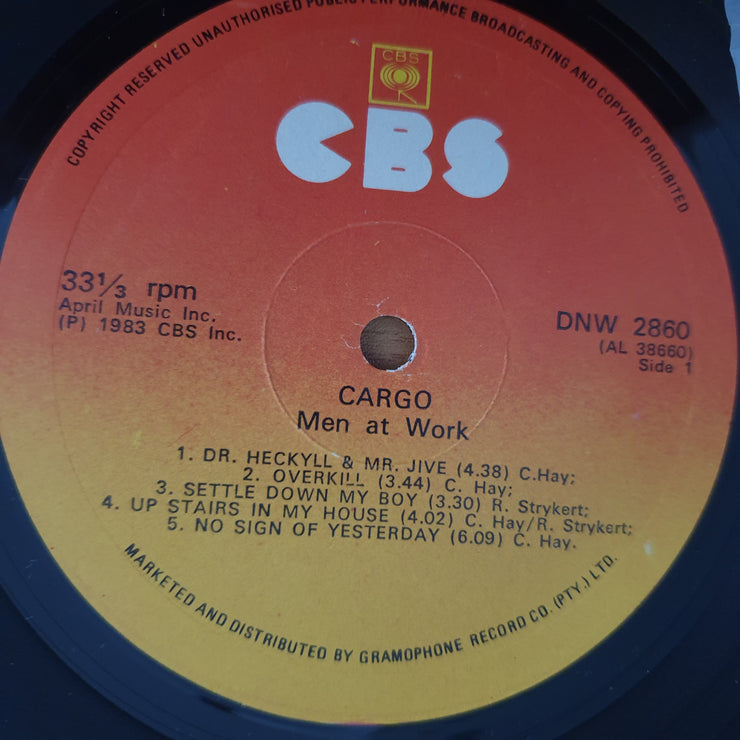 COPYRIGHT RESERVED UNAUTHORISED PUBLIC PERFORMANCE BROADCASTING AND COPYING PROHIBITED
CBS
CBS
33⅓ rpm
April Music Inc.
(P) 1983 CBS Inc.
DNW 2860
(AL 38660)
Side 1
CARGO
Men at Work
1. DR. HECKYLL & MR. JIVE (4.38) C.Hay;
2. OVERKILL (3.44) C. Hay;
3. SETTLE DOWN MY BOY (3.30) R. Strykert;
4. UP STAIRS IN MY HOUSE (4.02) C. Hay/R. Strykert;
5. NO SIGN OF YESTERDAY (6.09) C. Hay.
MARKETED AND DISTRIBUTED BY GRAMOPHONE RECORD CO. (PTY.) LTD.